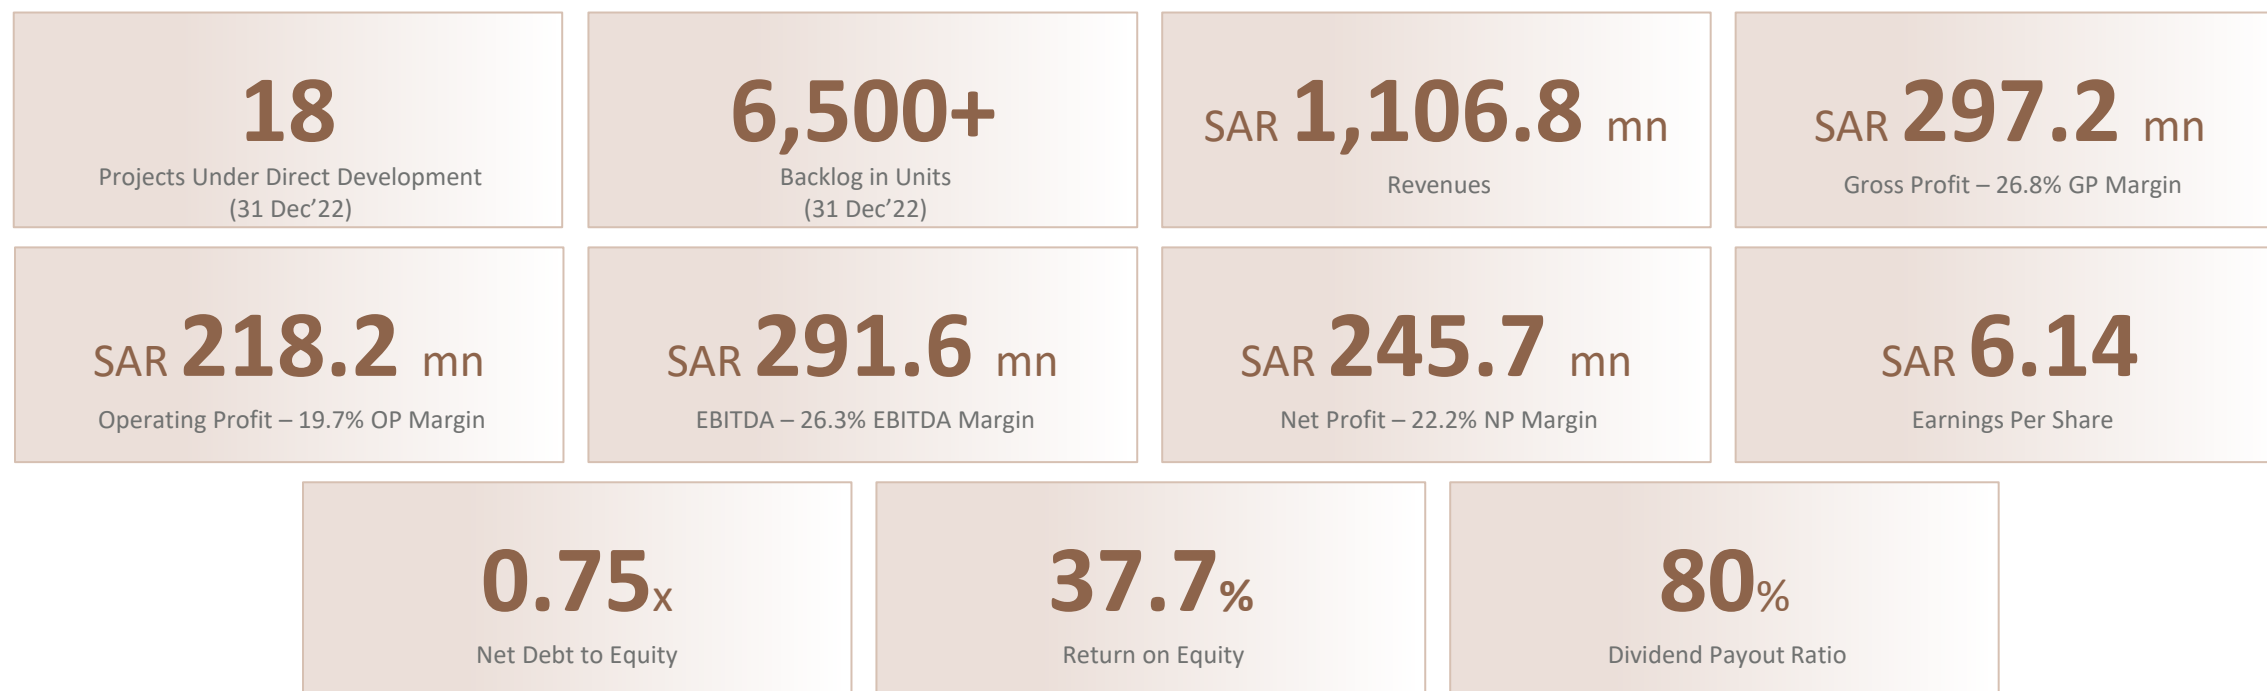 18
Projects Under Direct Development
(31 Dec’22)
6,500+
Backlog in Units
(31 Dec’22)
SAR 1,106.8 mn
Revenues
SAR 297.2 mn
Gross Profit – 26.8% GP Margin
SAR 218.2 mn
Operating Profit – 19.7% OP Margin
SAR 291.6 mn
EBITDA – 26.3% EBITDA Margin
SAR 245.7 mn
Net Profit – 22.2% NP Margin
SAR 6.14
Earnings Per Share
0.75x
Net Debt to Equity
37.7%
Return on Equity
80%
Dividend Payout Ratio